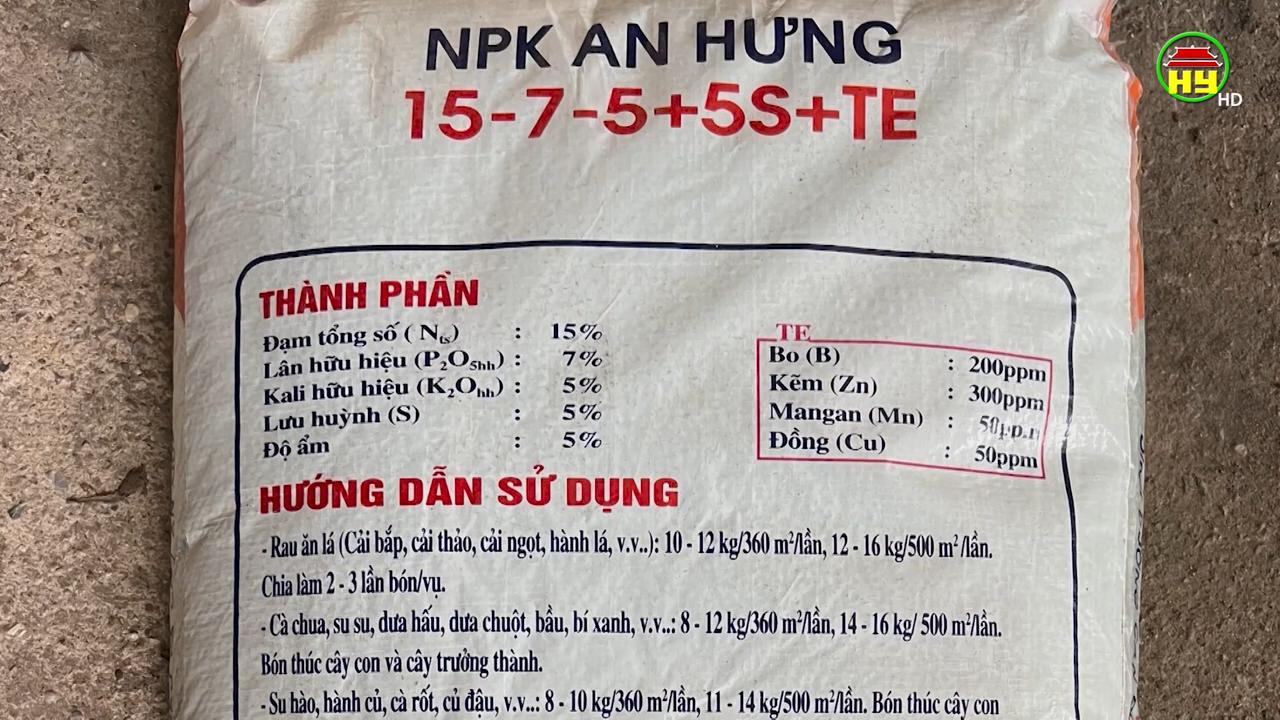 NPK AN HƯNG
15-7-5+5S+TE
HY
HD
THÀNH PHẦN
Đạm tổng số ( Nts) : 15%
Lân hữu hiệu (P2O5hh) : 7%
Kali hữu hiệu (K2Ohh) : 5%
Lưu huỳnh (S) : 5%
Độ ẩm : 5%
TE
Bo (B) : 200ppm
Kẽm (Zn) : 300ppm
Mangan (Mn) : 50ppm
Đồng (Cu) : 50ppm
HƯỚNG DẪN SỬ DỤNG
- Rau ăn lá (Cải bắp, cải thảo, cải ngọt, hành lá, v.v..): 10 - 12 kg/360 m²/lần, 12 - 16 kg/500 m² /lần.
Chia làm 2 - 3 lần bón/vụ.
- Cà chua, su su, dưa hấu, dưa chuột, bầu, bí xanh, v.v..: 8 - 12 kg/360 m²/lần, 14 - 16 kg/ 500 m²/lần.
Bón thúc cây con và cây trưởng thành.
- Su hào, hành củ, cà rốt, củ đậu, v.v..: 8 - 10 kg/360 m²/lần, 11 - 14 kg/500 m²/lần. Bón thúc cây con